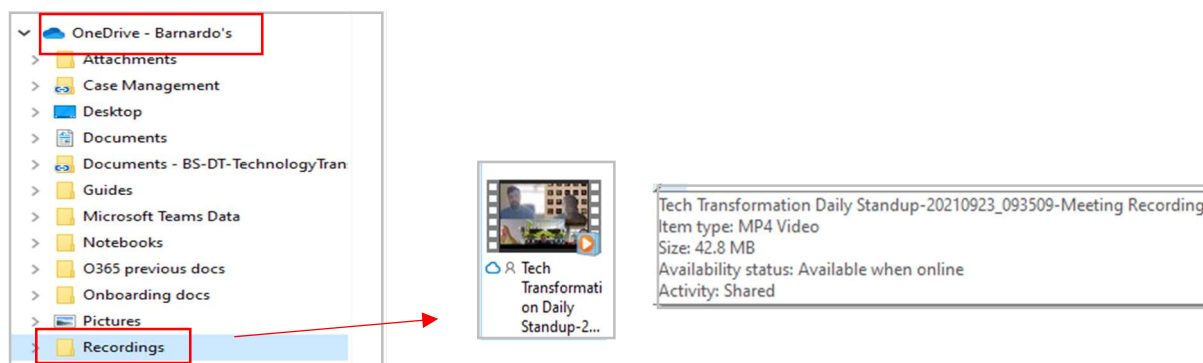 OneDrive - Barnardo's
Attachments
Case Management
Desktop
Documents
Documents - BS-DT-TechnologyTran
Guides
Microsoft Teams Data
Notebooks
O365 previous docs
Onboarding docs
Pictures
Recordings
Tech
Transformati
on Daily
Standup-2...
Tech Transformation Daily Standup-20210923_093509-Meeting Recording
Item type: MP4 Video
Size: 42.8 MB
Availability status: Available when online
Activity: Shared